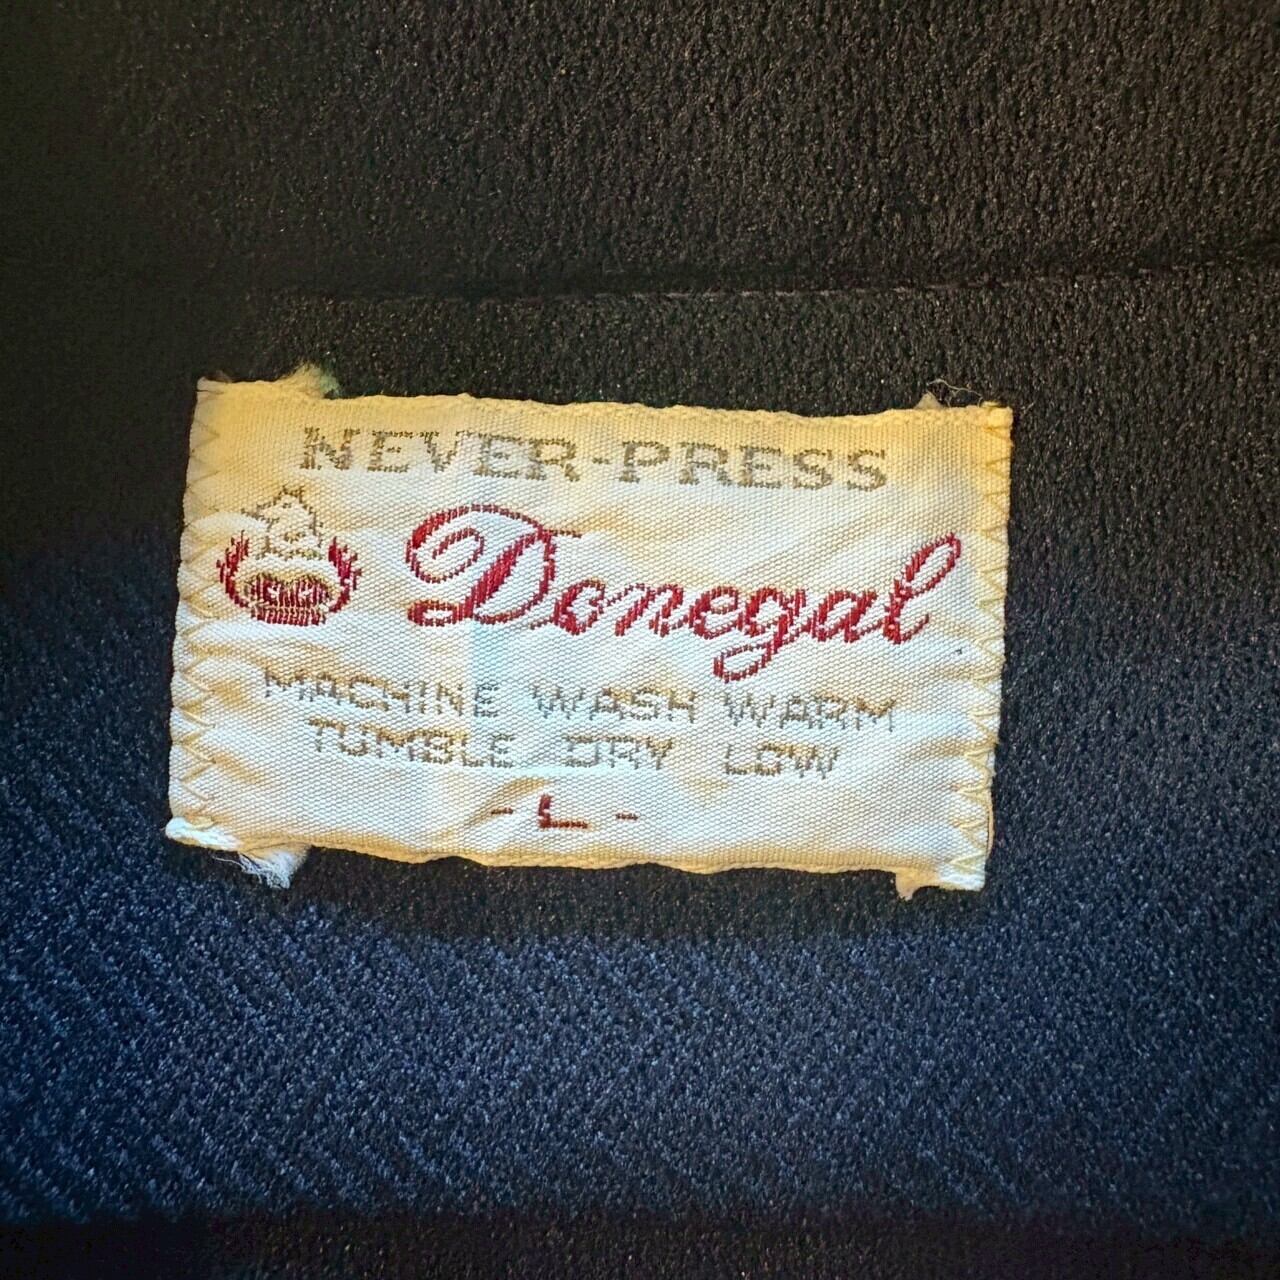 NEVER-PRESS
Donegal
MACHINE WASH WARM
TUMBLE DRY LOW
- L -